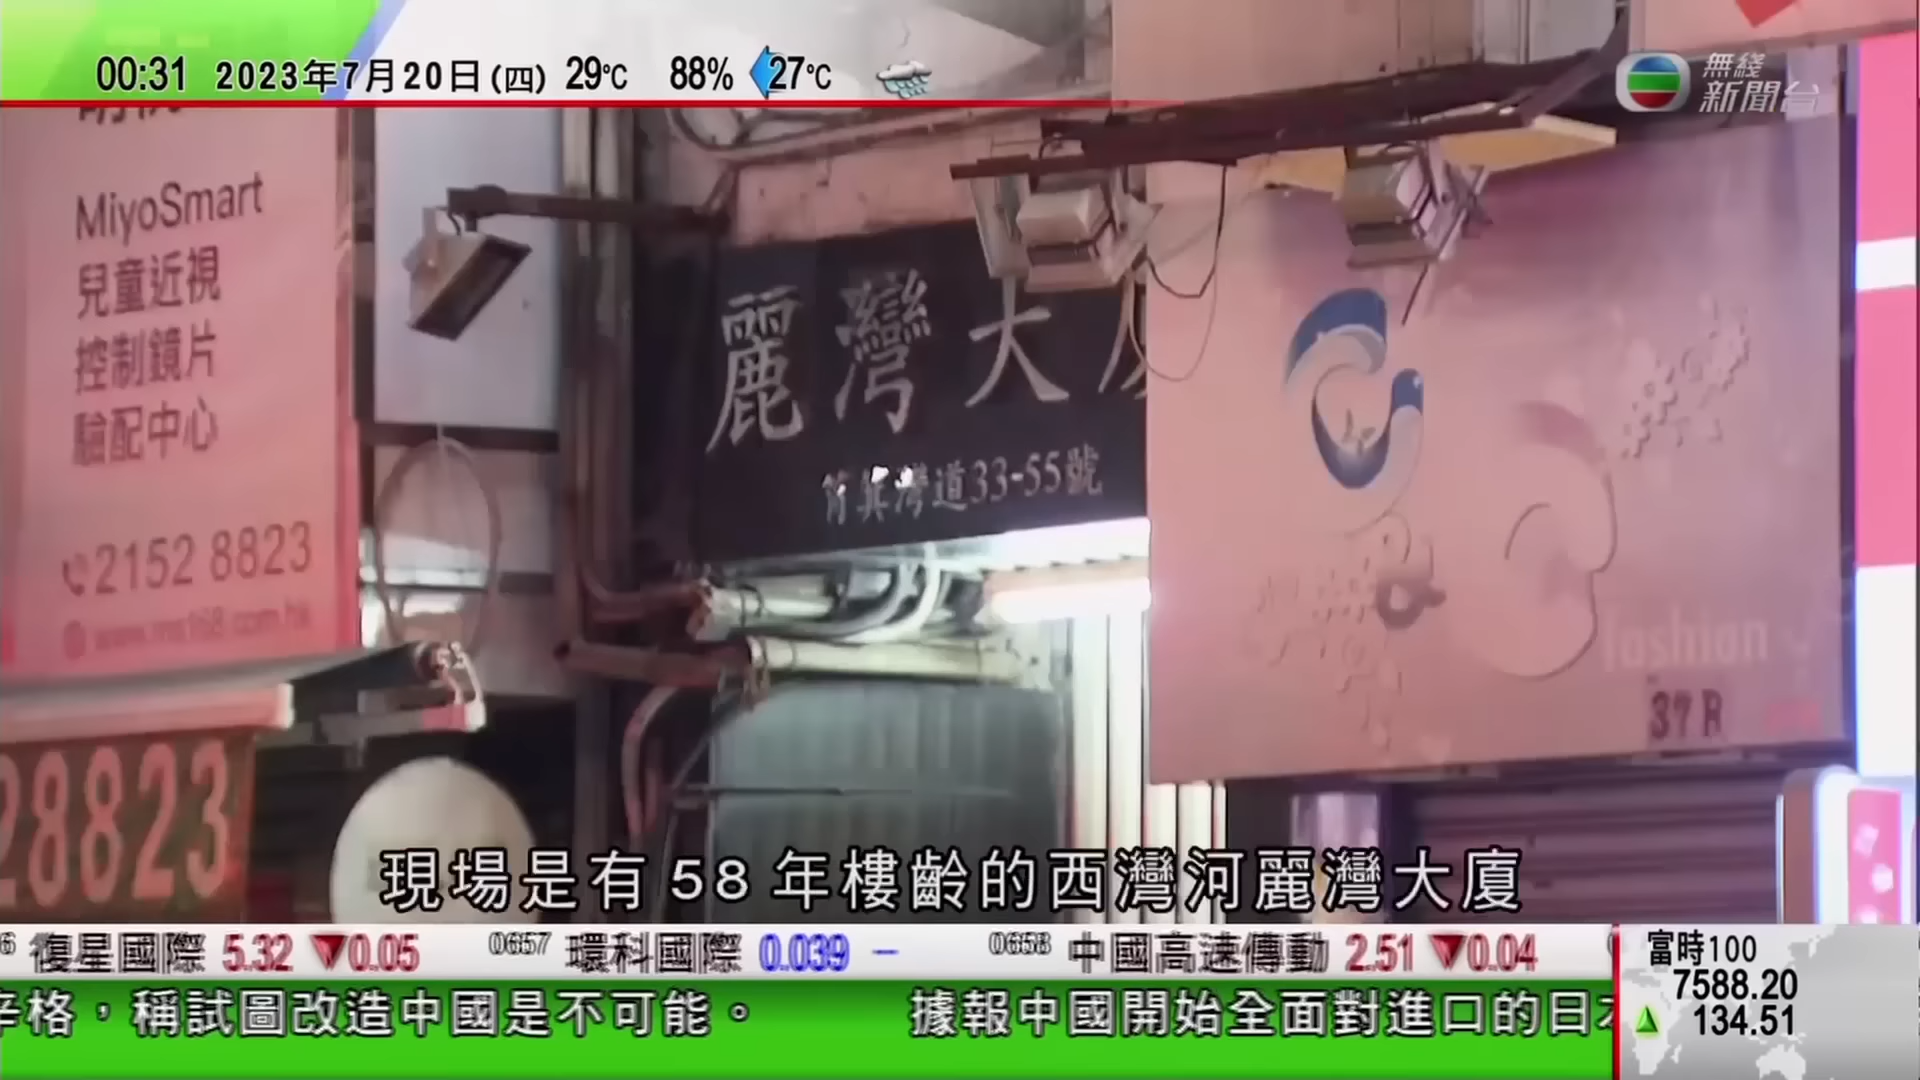 00:31 2023年7月20日(四) 29℃ 88% 27℃
無綫
新聞台
MiyoSmart
兒童近視
控制鏡片
驗配中心
2152 8823
28823
麗灣大
筲箕灣道33-55號
fashion
37B
現場是有58年樓齡的西灣河麗灣大廈
6 復星國際 5.32 ▼0.05 0657 環科國際 0.039 – 0658 中國高速傳動 2.51 ▼0.04
辛格，稱試圖改造中國是不可能。 據報中國開始全面對進口的日本
富時100
7588.20
▲ 134.51